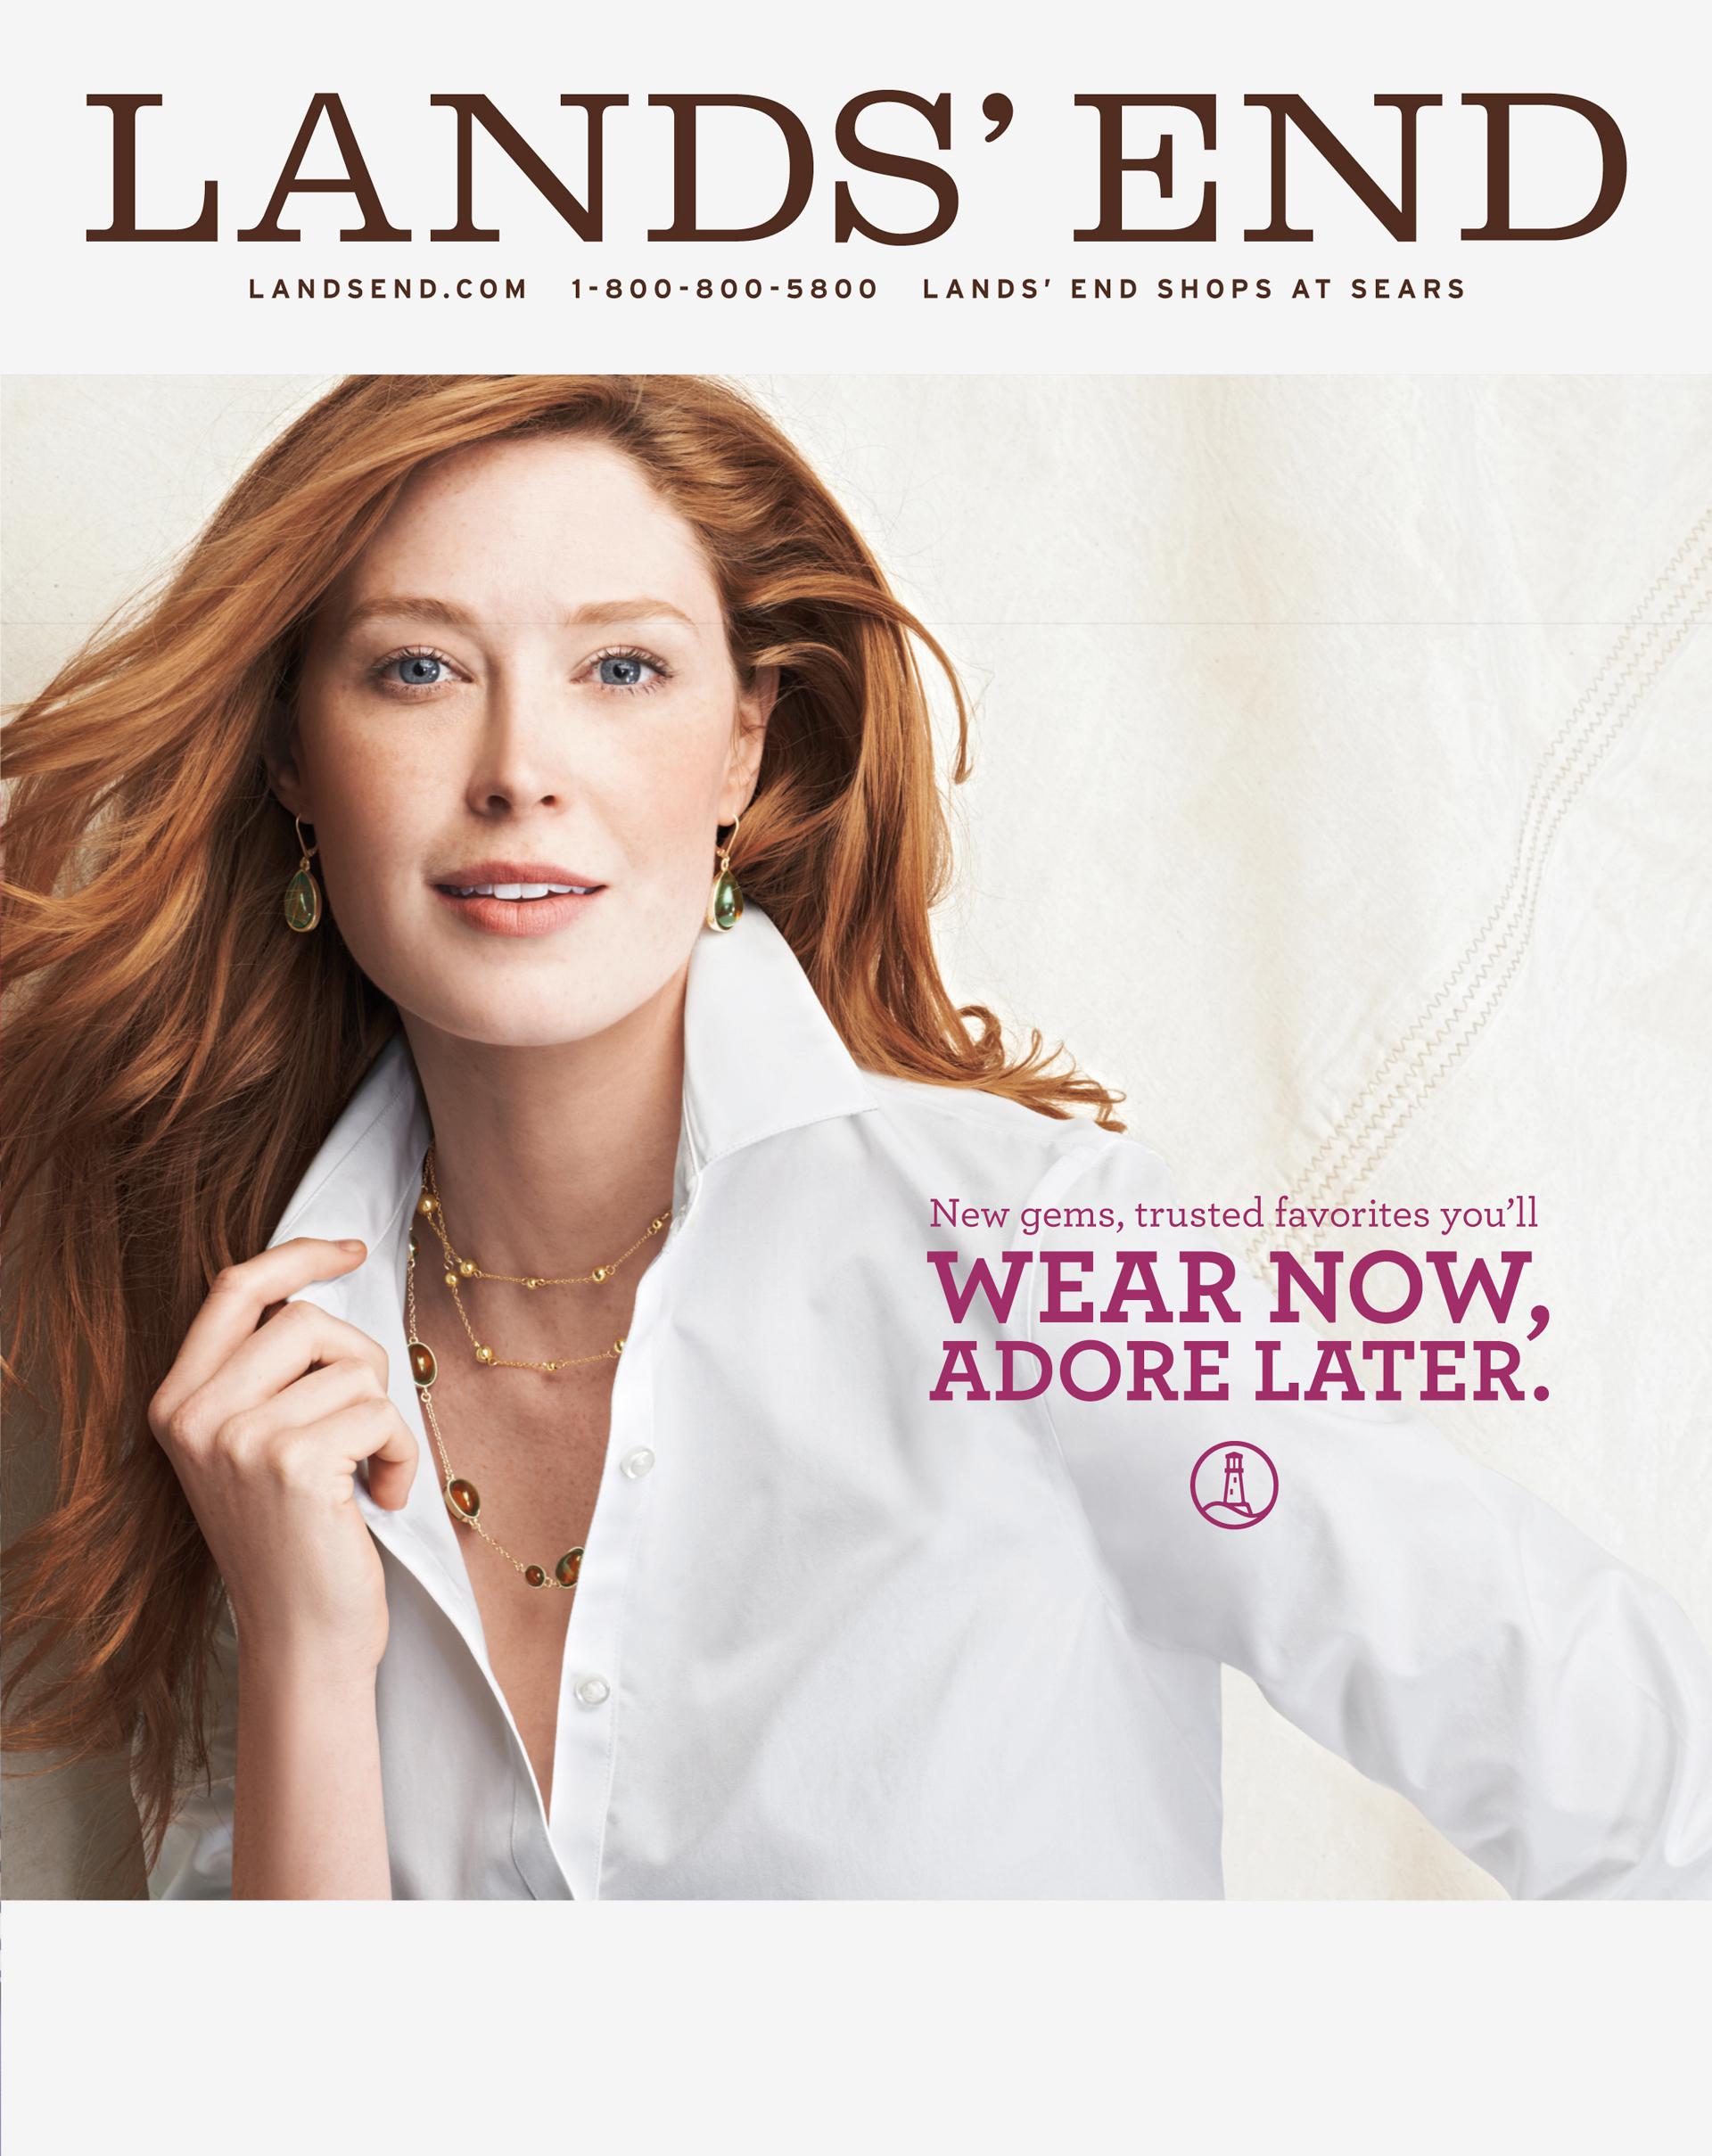 LANDS’ END
LANDSEND.COM 1-800-800-5800 LANDS’ END SHOPS AT SEARS
New gems, trusted favorites you’ll
WEAR NOW,
ADORE LATER.